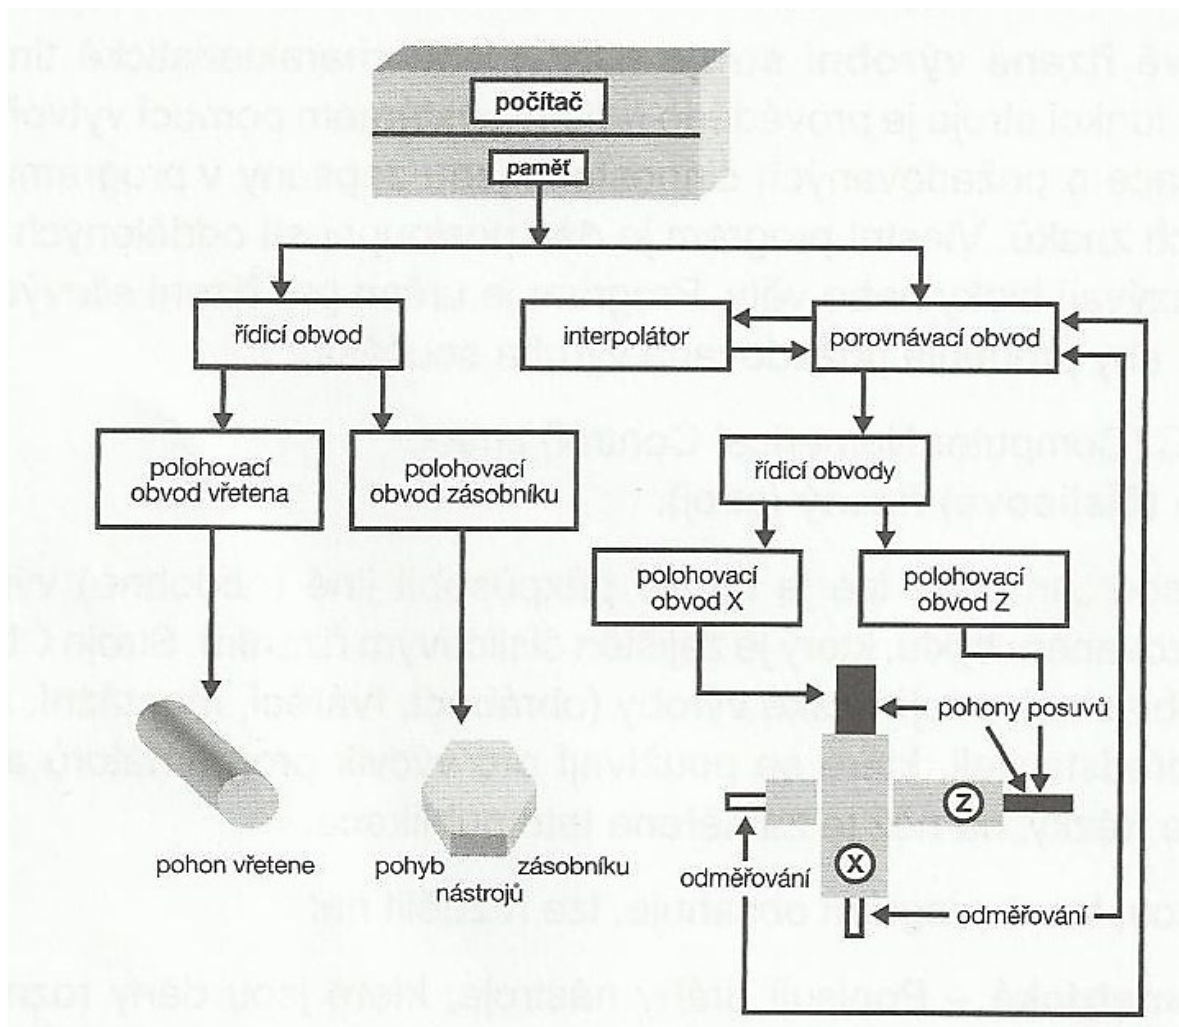 počítač
paměť
řídicí obvod
interpolátor
porovnávací obvod
polohovací
obvod vřetena
polohovací
obvod zásobníku
řídicí obvody
polohovací
obvod X
polohovací
obvod Z
pohony posuvů
Z
X
pohon vřetene
pohyb zásobníku
nástrojů
odměřování
odměřování